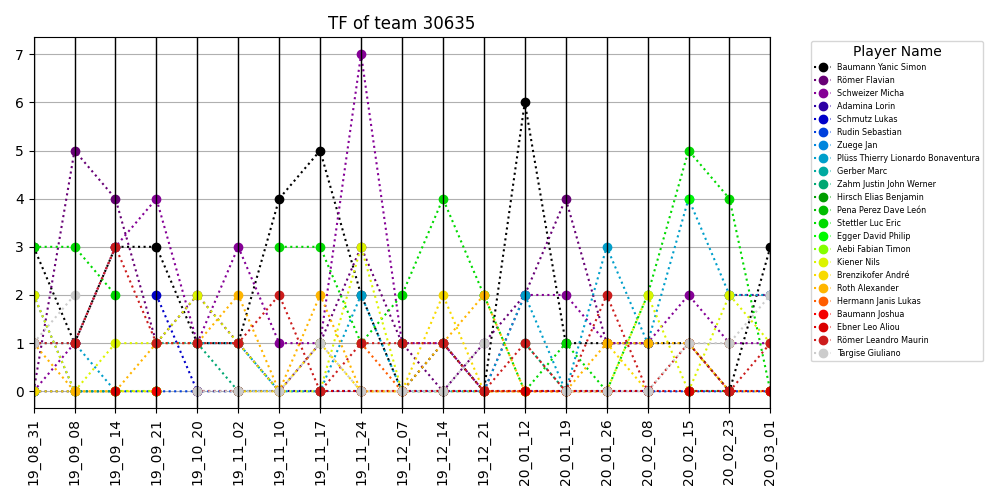 TF of team 30635
7
6
5
4
3
2
1
0
19_08_31
19_09_08
19_09_14
19_09_21
19_10_20
19_11_02
19_11_10
19_11_17
19_11_24
19_12_07
19_12_14
19_12_21
20_01_12
20_01_19
20_01_26
20_02_08
20_02_15
20_02_23
20_03_01
Player Name
Baumann Yanic Simon
Römer Flavian
Schweizer Micha
Adamina Lorin
Schmutz Lukas
Rudin Sebastian
Zuege Jan
Plüss Thierry Lionardo Bonaventura
Gerber Marc
Zahm Justin John Werner
Hirsch Elias Benjamin
Pena Perez Dave León
Stettler Luc Eric
Egger David Philip
Aebi Fabian Timon
Kiener Nils
Brenzikofer André
Roth Alexander
Hermann Janis Lukas
Baumann Joshua
Ebner Leo Aliou
Römer Leandro Maurin
Targise Giuliano